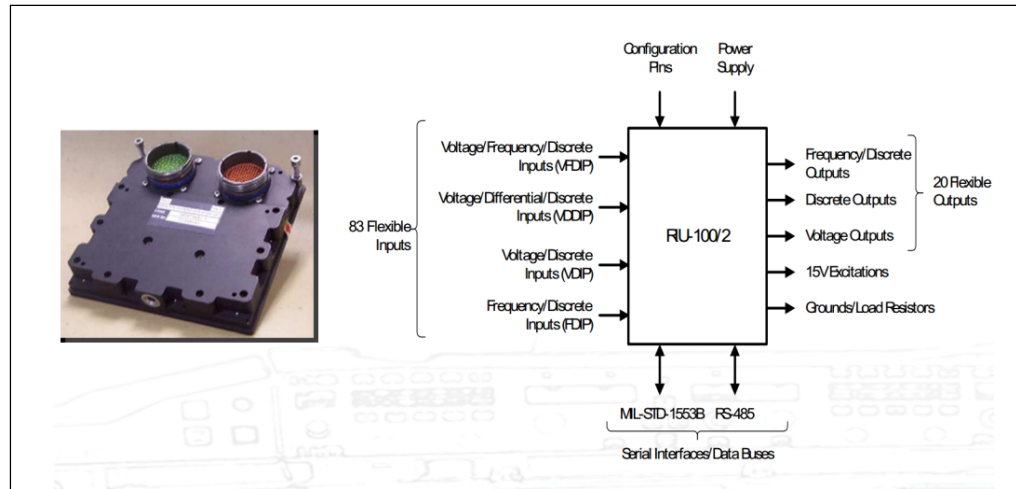 Configuration
Pins
Power
Supply
Voltage/Frequency/Discrete
Inputs (VFDIP)
Voltage/Differential/Discrete
Inputs (VDDIP)
83 Flexible
Inputs
Voltage/Discrete
Inputs (VDIP)
Frequency/Discrete
Inputs (FDIP)
RIU-100/2
Frequency/Discrete
Outputs
Discrete Outputs
Voltage Outputs
20 Flexible
Outputs
15V Excitations
Grounds/Load Resistors
MIL-STD-1553B RS-485
Serial Interfaces/Data Buses